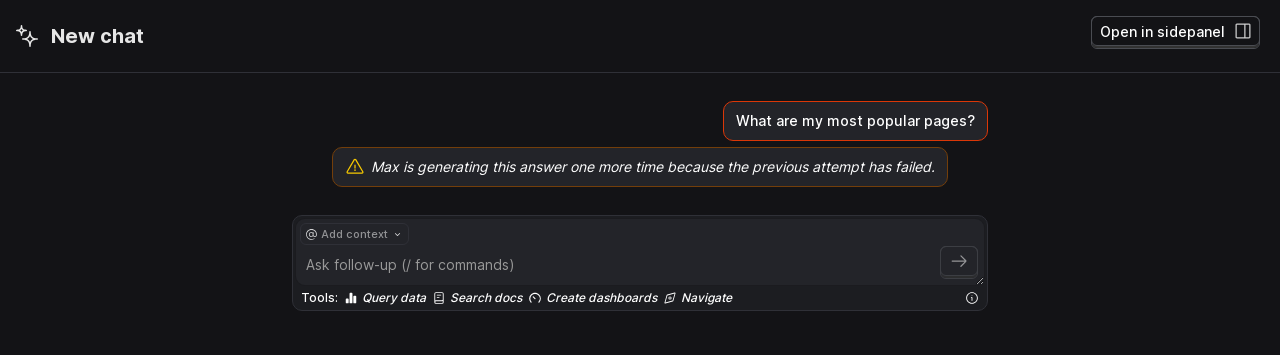 New chat
Open in sidepanel
What are my most popular pages?
Max is generating this answer one more time because the previous attempt has failed.
@ Add context
Ask follow-up (/ for commands)
Tools: Query data Search docs Create dashboards Navigate